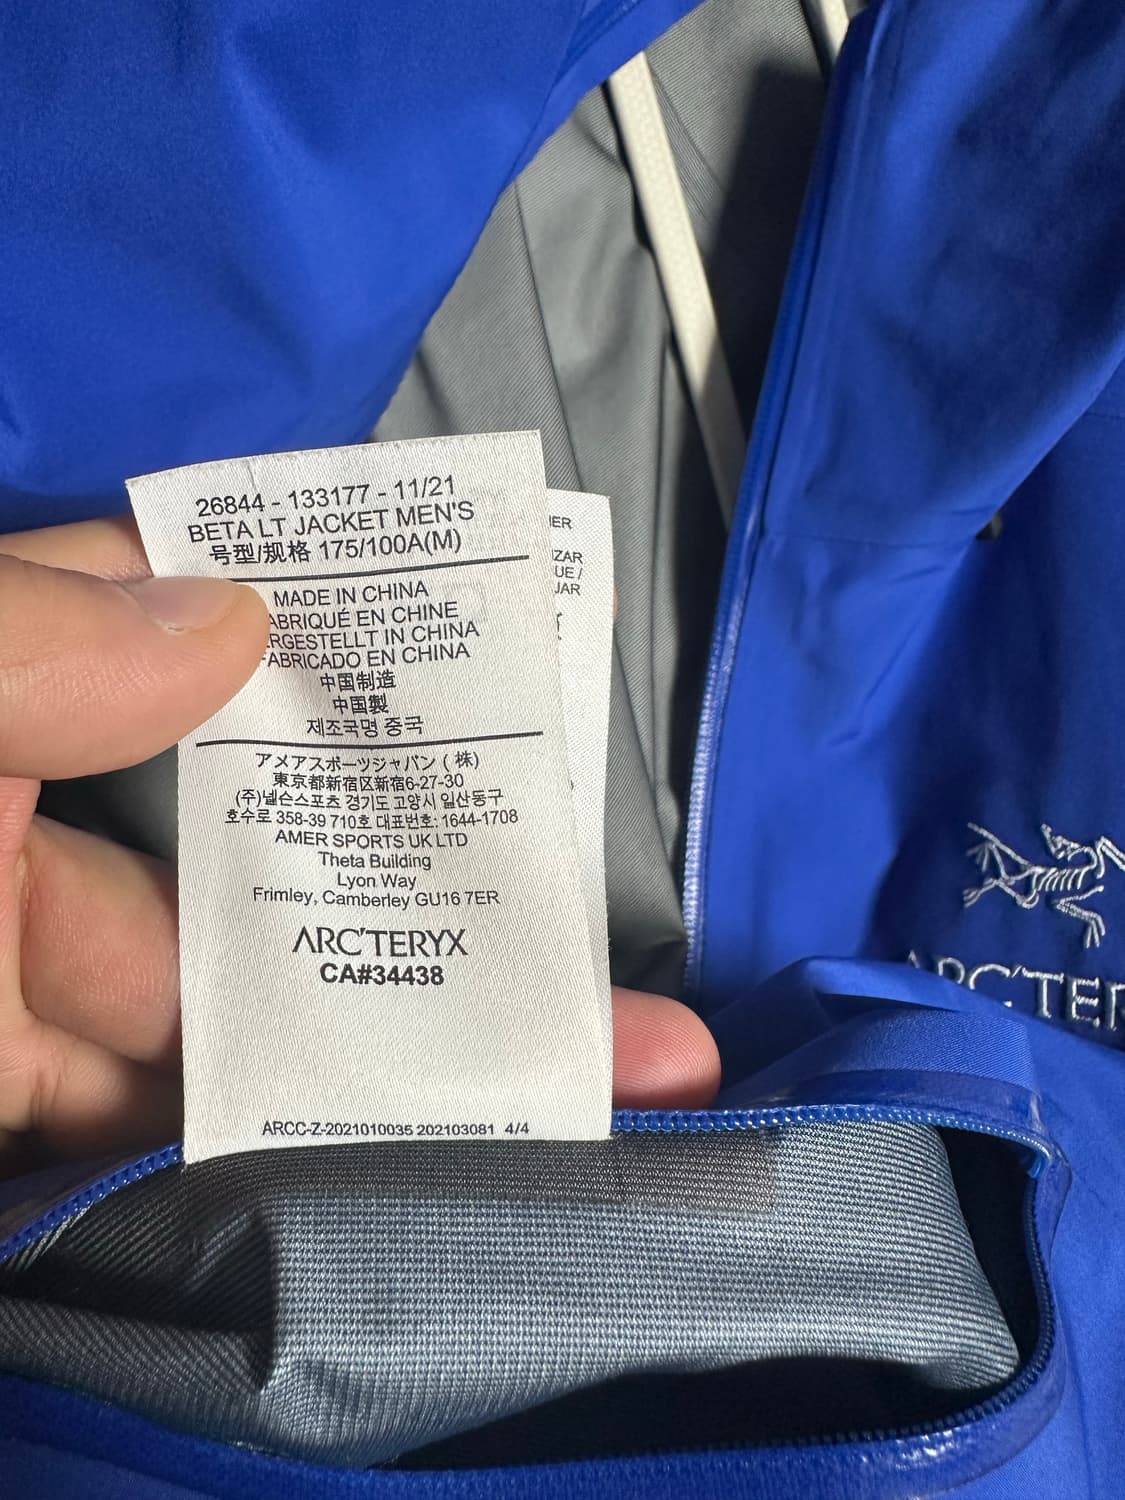 26844 - 133177 - 11/21
BETA LT JACKET MEN'S
号型/规格 175/100A(M)
MADE IN CHINA
ABRIQUÉ EN CHINE
RGESTELLT IN CHINA
FABRICADO EN CHINA
中国制造
中国製
제조국명 중국
アメアスポーツジャパン (株)
東京都新宿区新宿6-27-30
(주)넬슨스포츠 경기도 고양시 일산동구
호수로 358-39 710호 대표번호: 1644-1708
AMER SPORTS UK LTD
Theta Building
Lyon Way
Frimley, Camberley GU16 7ER
ARC'TERYX
CA#34438
ARCC-Z-2021010035 202103081 4/4
IER
IZAR
UE /
JAR
ARC'TER